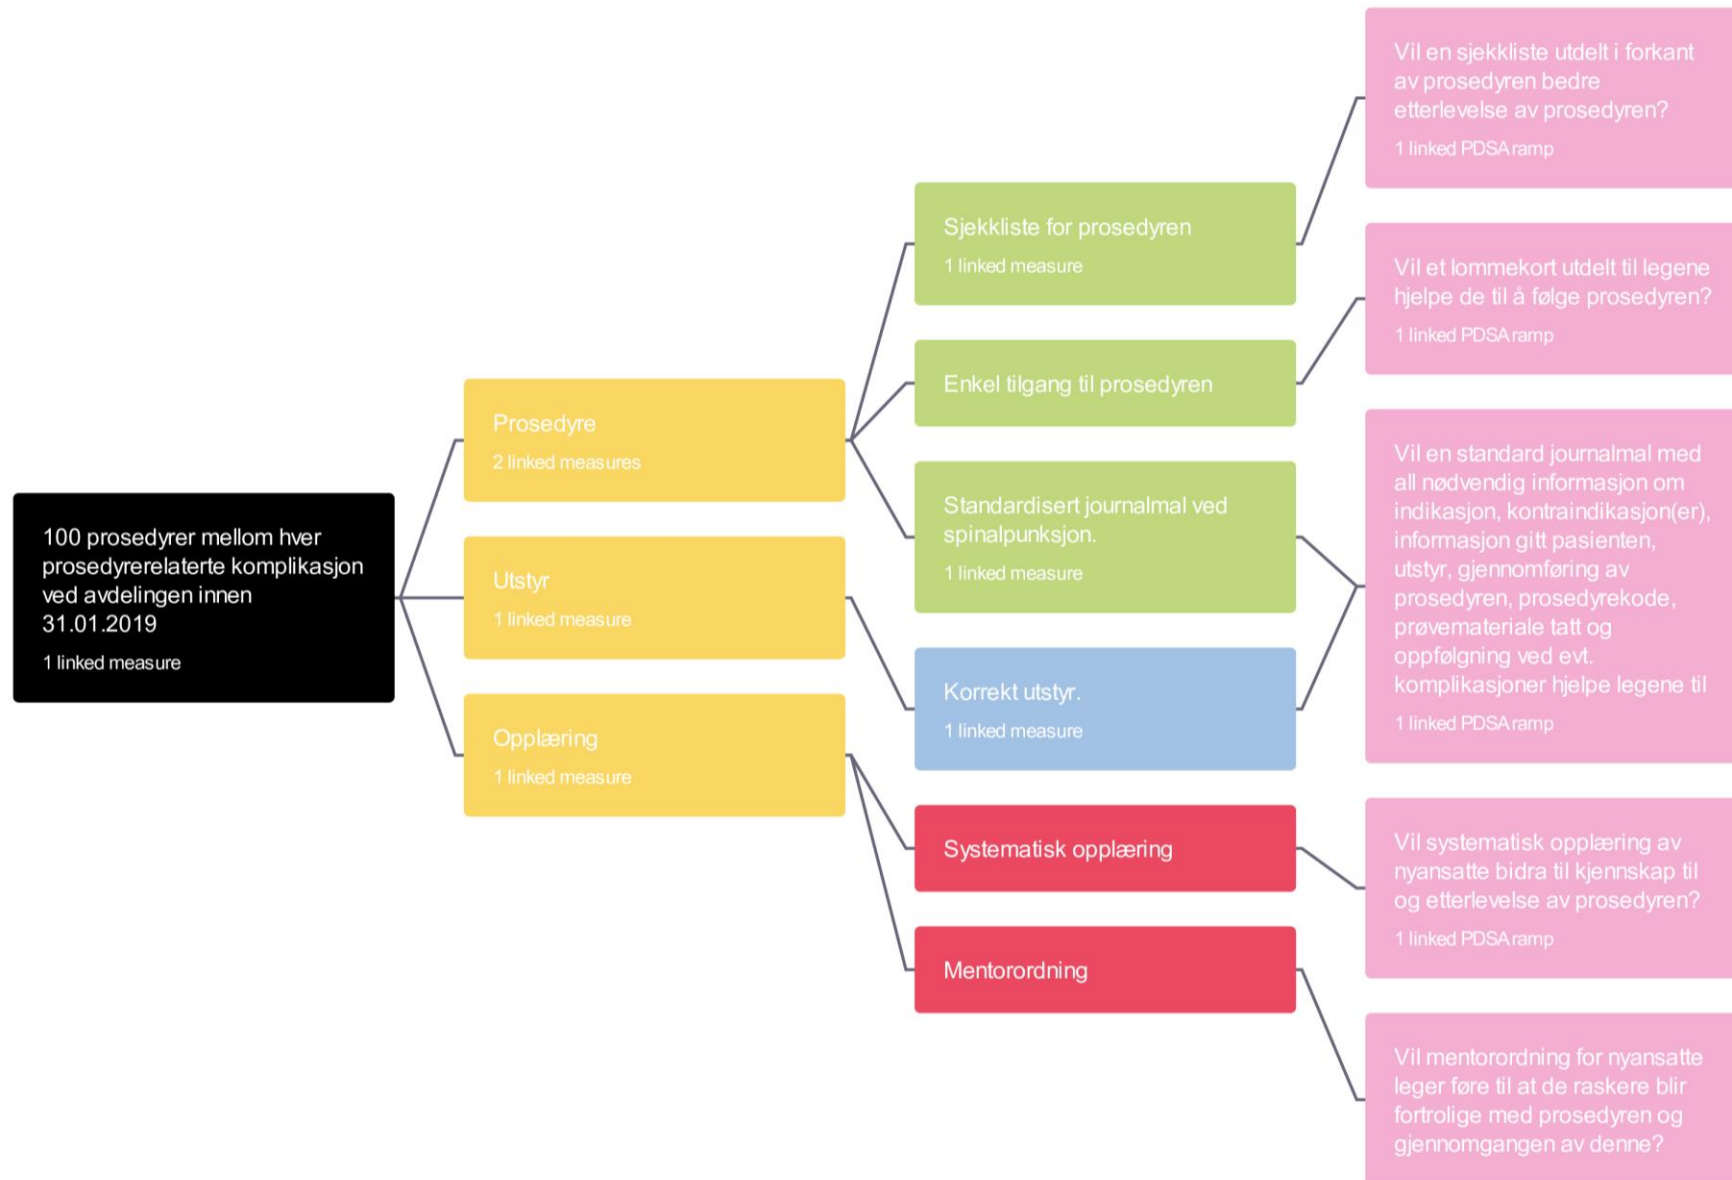 100 prosedyrer mellom hver
prosedyrerelaterte komplikasjon
ved avdelingen innen
31.01.2019
1 linked measure
Prosedyre
2 linked measures
Utstyr
1 linked measure
Opplæring
1 linked measure
Sjekkliste for prosedyren
1 linked measure
Enkel tilgang til prosedyren
Standardisert journalmal ved
spinalpunksjon.
1 linked measure
Korrekt utstyr.
1 linked measure
Systematisk opplæring
Mentorordning
Vil en sjekkliste utdelt i forkant
av prosedyren bedre
etterlevelse av prosedyren?
1 linked PDSA ramp
Vil et lommekort utdelt til legene
hjelpe de til å følge prosedyren?
1 linked PDSA ramp
Vil en standard journalmal med
all nødvendig informasjon om
indikasjon, kontraindikasjon(er),
informasjon gitt pasienten,
utstyr, gjennomføring av
prosedyren, prosedyrekode,
prøvemateriale tatt og
oppfølgning ved evt.
komplikasjoner hjelpe legene til
1 linked PDSA ramp
Vil systematisk opplæring av
nyansatte bidra til kjennskap til
og etterlevelse av prosedyren?
1 linked PDSA ramp
Vil mentorordning for nyansatte
leger føre til at de raskere blir
fortrolige med prosedyren og
gjennomgangen av denne?